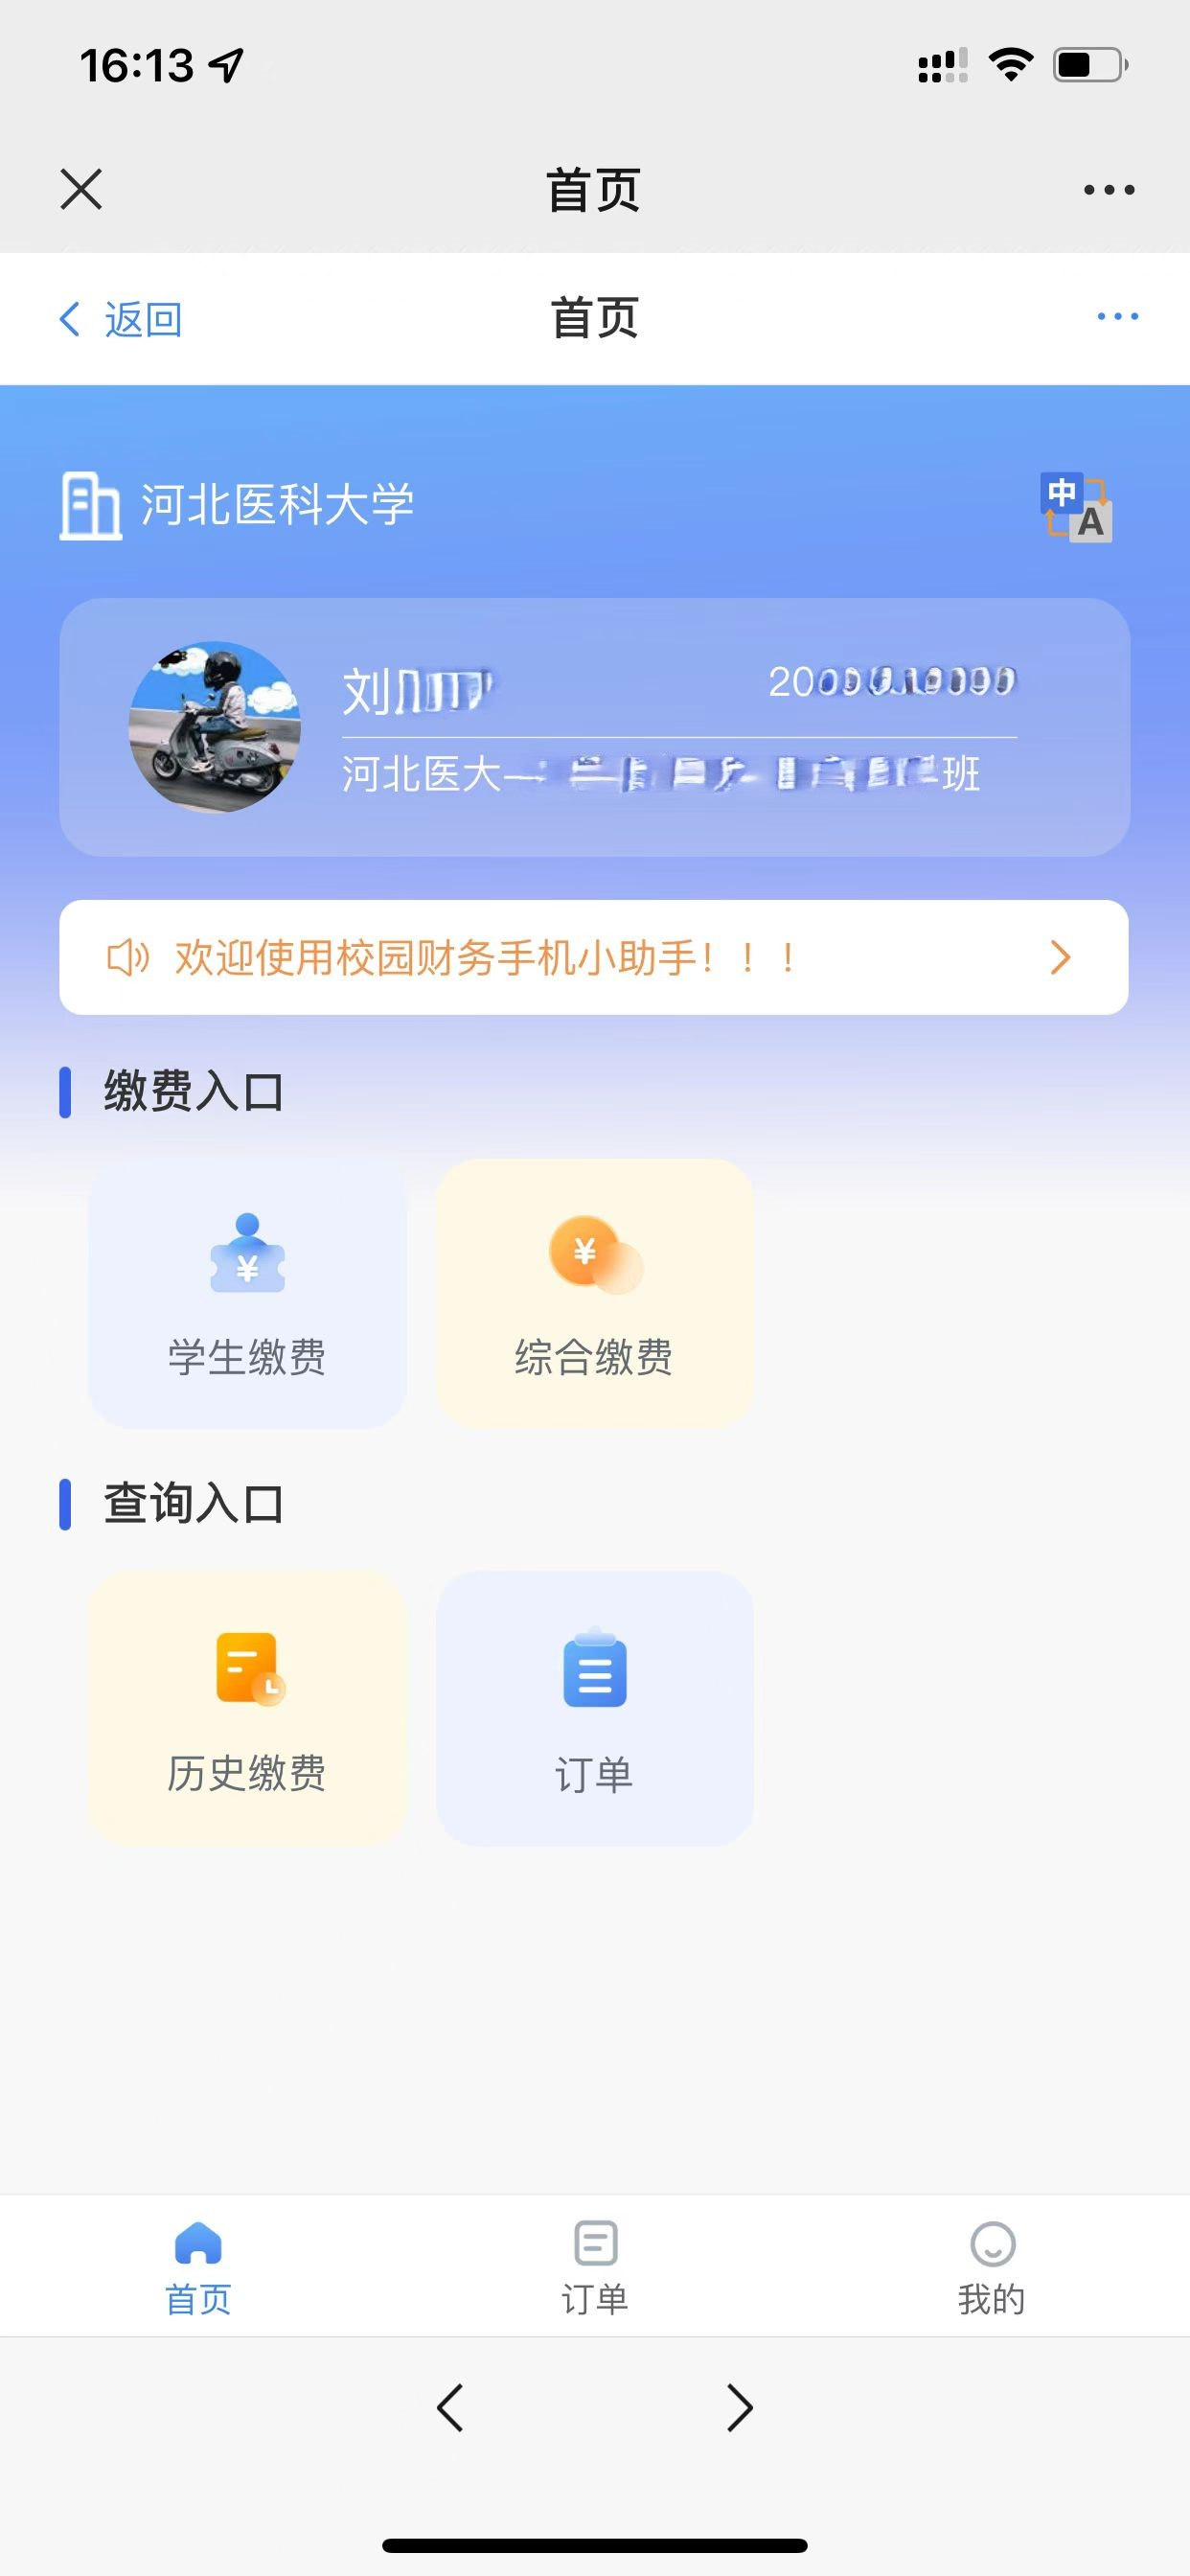 16:13
首页
返回
首页
河北医科大学
中
A
刘
20
河北医大一
班
欢迎使用校园财务手机小助手！！！
缴费入口
¥
¥
学生缴费
综合缴费
查询入口
历史缴费
订单
首页
订单
我的